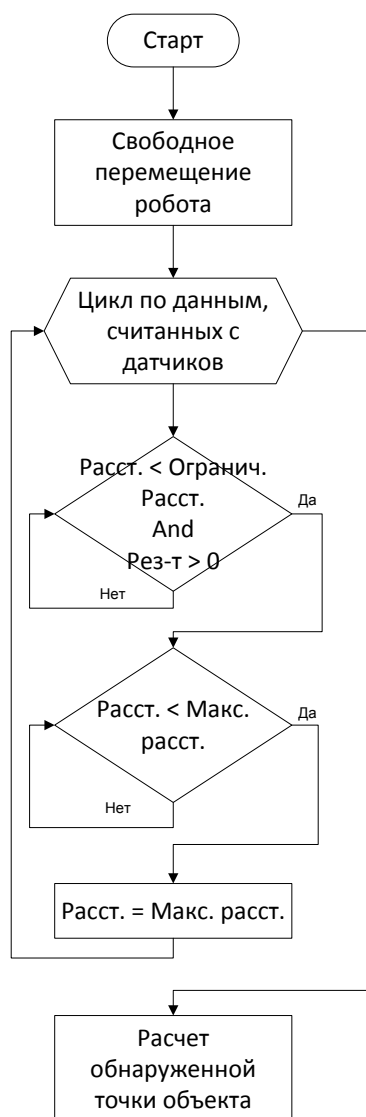 Старт
Свободное
перемещение
робота
Цикл по данным,
считанных с
датчиков
Расст. < Огранич.
Расст.
And
Рез-т > 0
Да
Нет
Расст. < Макс.
расст.
Да
Нет
Расст. = Макс. расст.
Расчет
обнаруженной
точки объекта